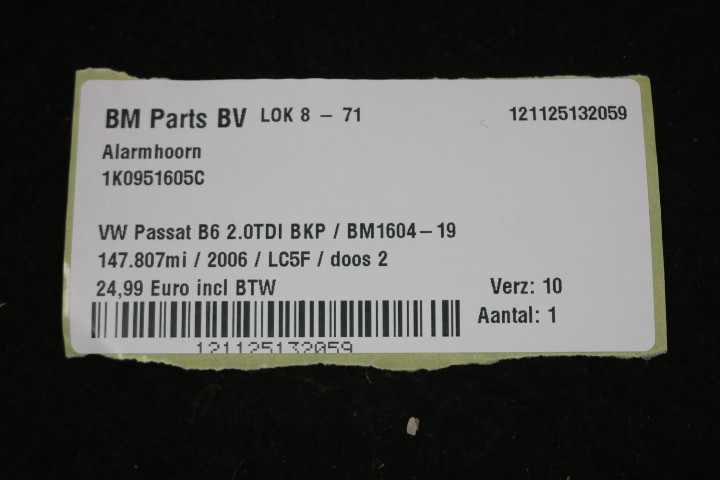 BM Parts BV LOK 8 - 71 121125132059
Alarmhoorn
1K0951605C
VW Passat B6 2.0TDI BKP / BM1604-19
147.807mi / 2006 / LC5F / doos 2
24,99 Euro incl BTW Verz: 10
Aantal: 1
121125132059